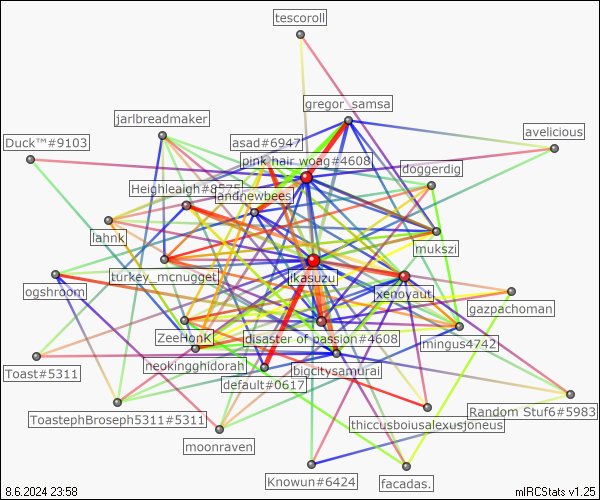 tescoroll
gregor_samsa
jarlbreadmaker
avelicious
Duck™#9103
asad#6947
pink hair woag#4608
doggerdig
Heighleigh#8575
andnewbees
lahnk
mukszi
turkey_mcnugget
ikasuzu
ogshroom
xenoyaut
gazpachoman
ZeeHonK
disaster of passion#4608
mingus4742
neokingghidorah
bigcitysamurai
Toast#5311
default#0617
ToastephBroseph5311#5311
Random Stuf6#5983
thiccusboiusalexusjoneus
moonraven
Knowun#6424
facadas.
8.6.2024 23:58
mIRCStats v1.25